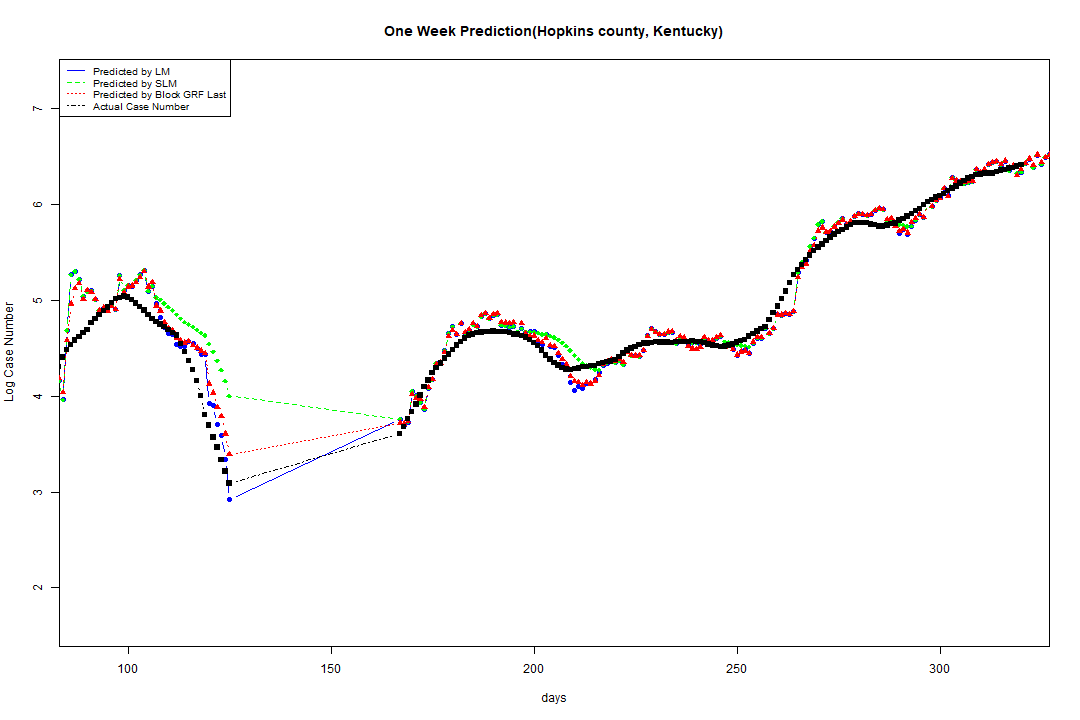 One Week Prediction(Hopkins county, Kentucky)
Predicted by LM
Predicted by SLM
Predicted by Block GRF Last
Actual Case Number
7
6
5
4
3
2
Log Case Number
100 150 200 250 300
days